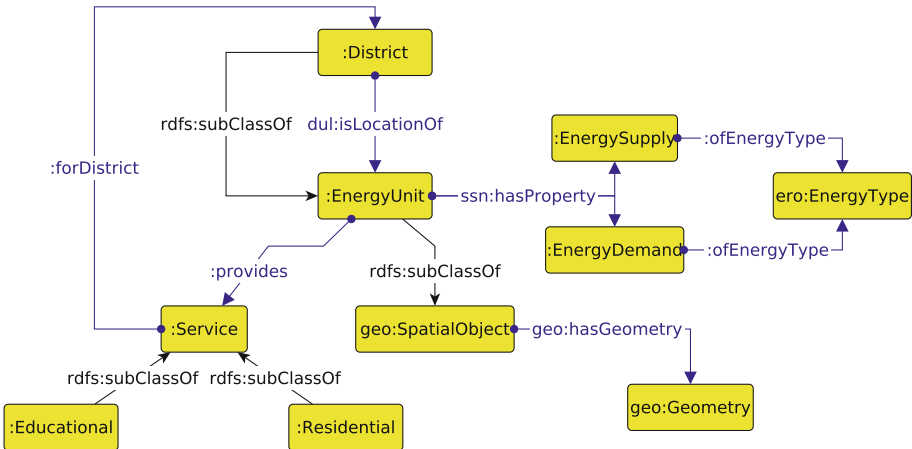 :District
rdfs:subClassOf
dul:isLocationOf
:EnergySupply
:ofEnergyType
:forDistrict
:EnergyUnit
ssn:hasProperty
ero:EnergyType
:EnergyDemand
:ofEnergyType
:provides
rdfs:subClassOf
:Service
geo:SpatialObject
geo:hasGeometry
rdfs:subClassOf
rdfs:subClassOf
geo:Geometry
:Educational
:Residential